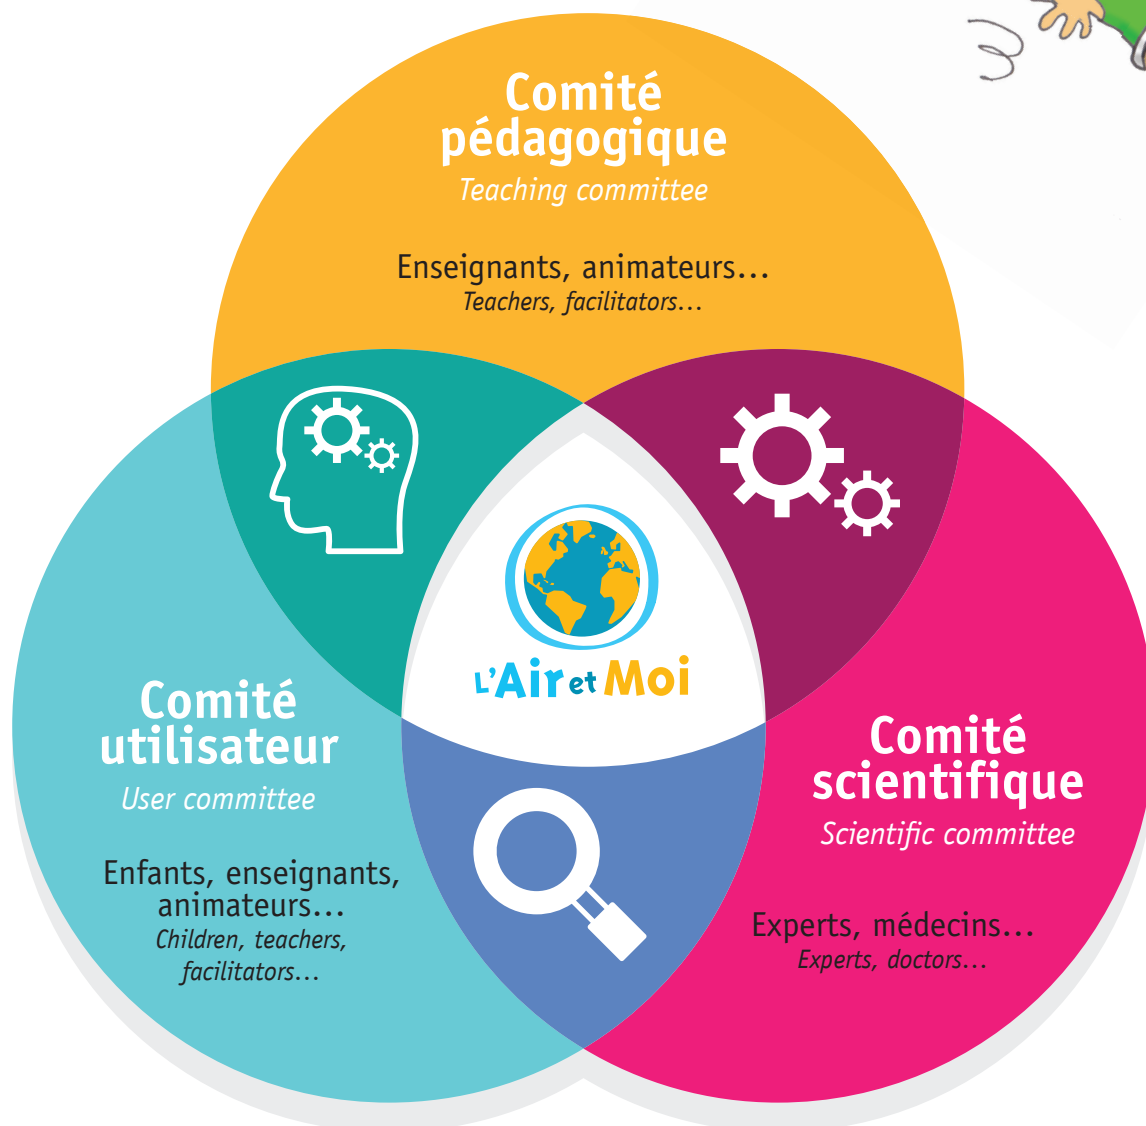 Comité
pédagogique
Teaching committee
Enseignants, animateurs...
Teachers, facilitators...
L'Air et Moi
Comité
utilisateur
User committee
Enfants, enseignants,
animateurs...
Children, teachers,
facilitators...
Comité
scientifique
Scientific committee
Experts, médecins...
Experts, doctors...